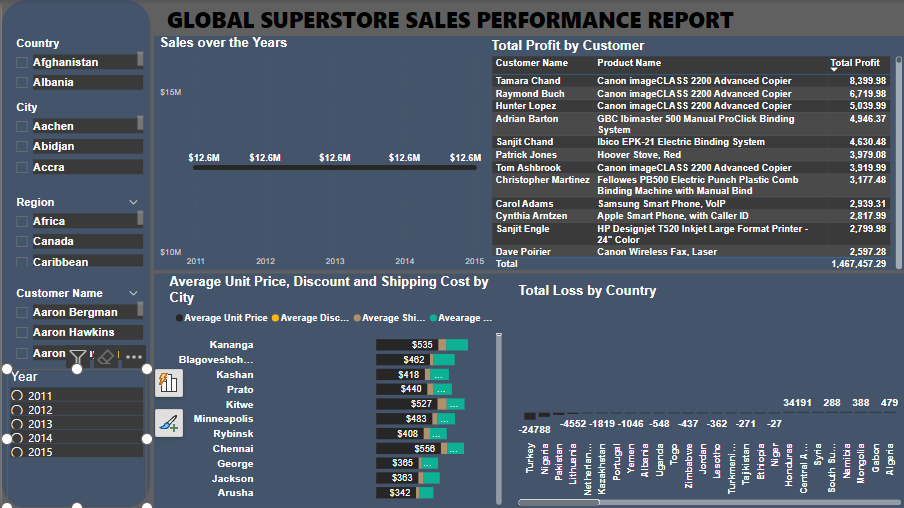 GLOBAL SUPERSTORE SALES PERFORMANCE REPORT
Country
Afghanistan
Albania
City
Aachen
Abidjan
Accra
Region
Africa
Canada
Caribbean
Customer Name
Aaron Bergman
Aaron Hawkins
Aaron
Year
2011
2012
2013
2014
2015
Sales over the Years
$15M
$12.6M $12.6M $12.6M $12.6M $12.6M
$10M
2011 2012 2013 2014 2015
Total Profit by Customer
Customer Name Product Name Total Profit
Tamara Chand Canon imageCLASS 2200 Advanced Copier 8,399.98
Raymond Buch Canon imageCLASS 2200 Advanced Copier 6,719.98
Hunter Lopez Canon imageCLASS 2200 Advanced Copier 5,039.99
Adrian Barton GBC Ibimaster 500 Manual ProClick Binding 4,946.37
System
Sanjit Chand Ibico EPK-21 Electric Binding System 4,630.48
Patrick Jones Hoover Stove, Red 3,979.08
Tom Ashbrook Canon imageCLASS 2200 Advanced Copier 3,919.99
Christopher Martinez Fellowes PB500 Electric Punch Plastic Comb 3,177.48
Binding Machine with Manual Bind
Carol Adams Samsung Smart Phone, VoIP 2,939.31
Cynthia Arntzen Apple Smart Phone, with Caller ID 2,817.99
Sanjit Engle HP Designjet T520 Inkjet Large Format Printer - 2,799.98
24" Color
Dave Poirier Canon Wireless Fax, Laser 2,597.28
Total 1,467,457.29
Average Unit Price, Discount and Shipping Cost by
City
Average Unit Price Average Disc... Average Shi... Avearage ...
Kananga $535
Blagoveshch... $462
Kashan $418 ...
Prato $440 ...
Kitwe $527 ...
Minneapolis $483 ...
Rybinsk $408 ...
Chennai $556 ...
George $365 ...
Jackson $363
Arusha $342
Total Loss by Country
34191 288 388 479
-24788 -4552 -1819 -1046 -548 -437 -362 -271 -27
Turkey
Nigeria
Pakistan
Lithuania
Netherlan...
Kazakhstan
Portugal
Yemen
Albania
Uganda
Togo
Zimbabwe
Jordan
Lesotho
Turkmeni...
Tajikistan
Ethiopia
Niger
Honduras
Central A...
Syria
South Su...
Namibia
Mongolia
Gabon
Algeria